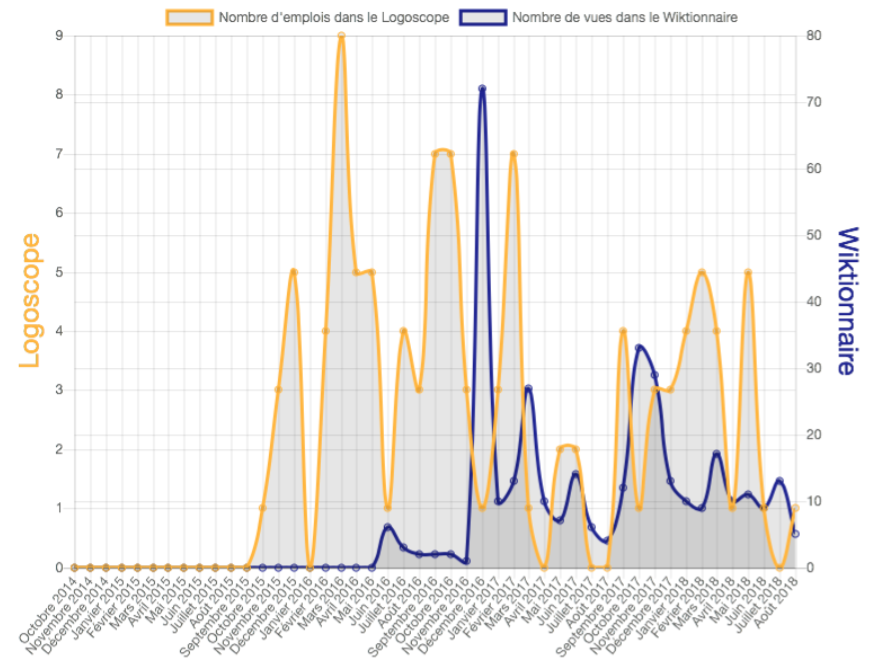 Nombre d'emplois dans le Logoscope
Nombre de vues dans le Wiktionnaire
Logoscope
9
8
7
6
5
4
3
2
1
0
80
70
60
50
40
30
20
10
0
Wiktionnaire
Octobre 2014
Novembre 2014
Décembre 2014
Janvier 2015
Février 2015
Mars 2015
Avril 2015
Mai 2015
Juin 2015
Juillet 2015
Août 2015
Septembre 2015
Octobre 2015
Novembre 2015
Décembre 2015
Janvier 2016
Février 2016
Mars 2016
Avril 2016
Mai 2016
Juin 2016
Juillet 2016
Août 2016
Septembre 2016
Octobre 2016
Novembre 2016
Décembre 2016
Janvier 2017
Février 2017
Mars 2017
Avril 2017
Mai 2017
Juin 2017
Juillet 2017
Août 2017
Septembre 2017
Octobre 2017
Novembre 2017
Décembre 2017
Janvier 2018
Février 2018
Mars 2018
Avril 2018
Mai 2018
Juin 2018
Juillet 2018
Août 2018